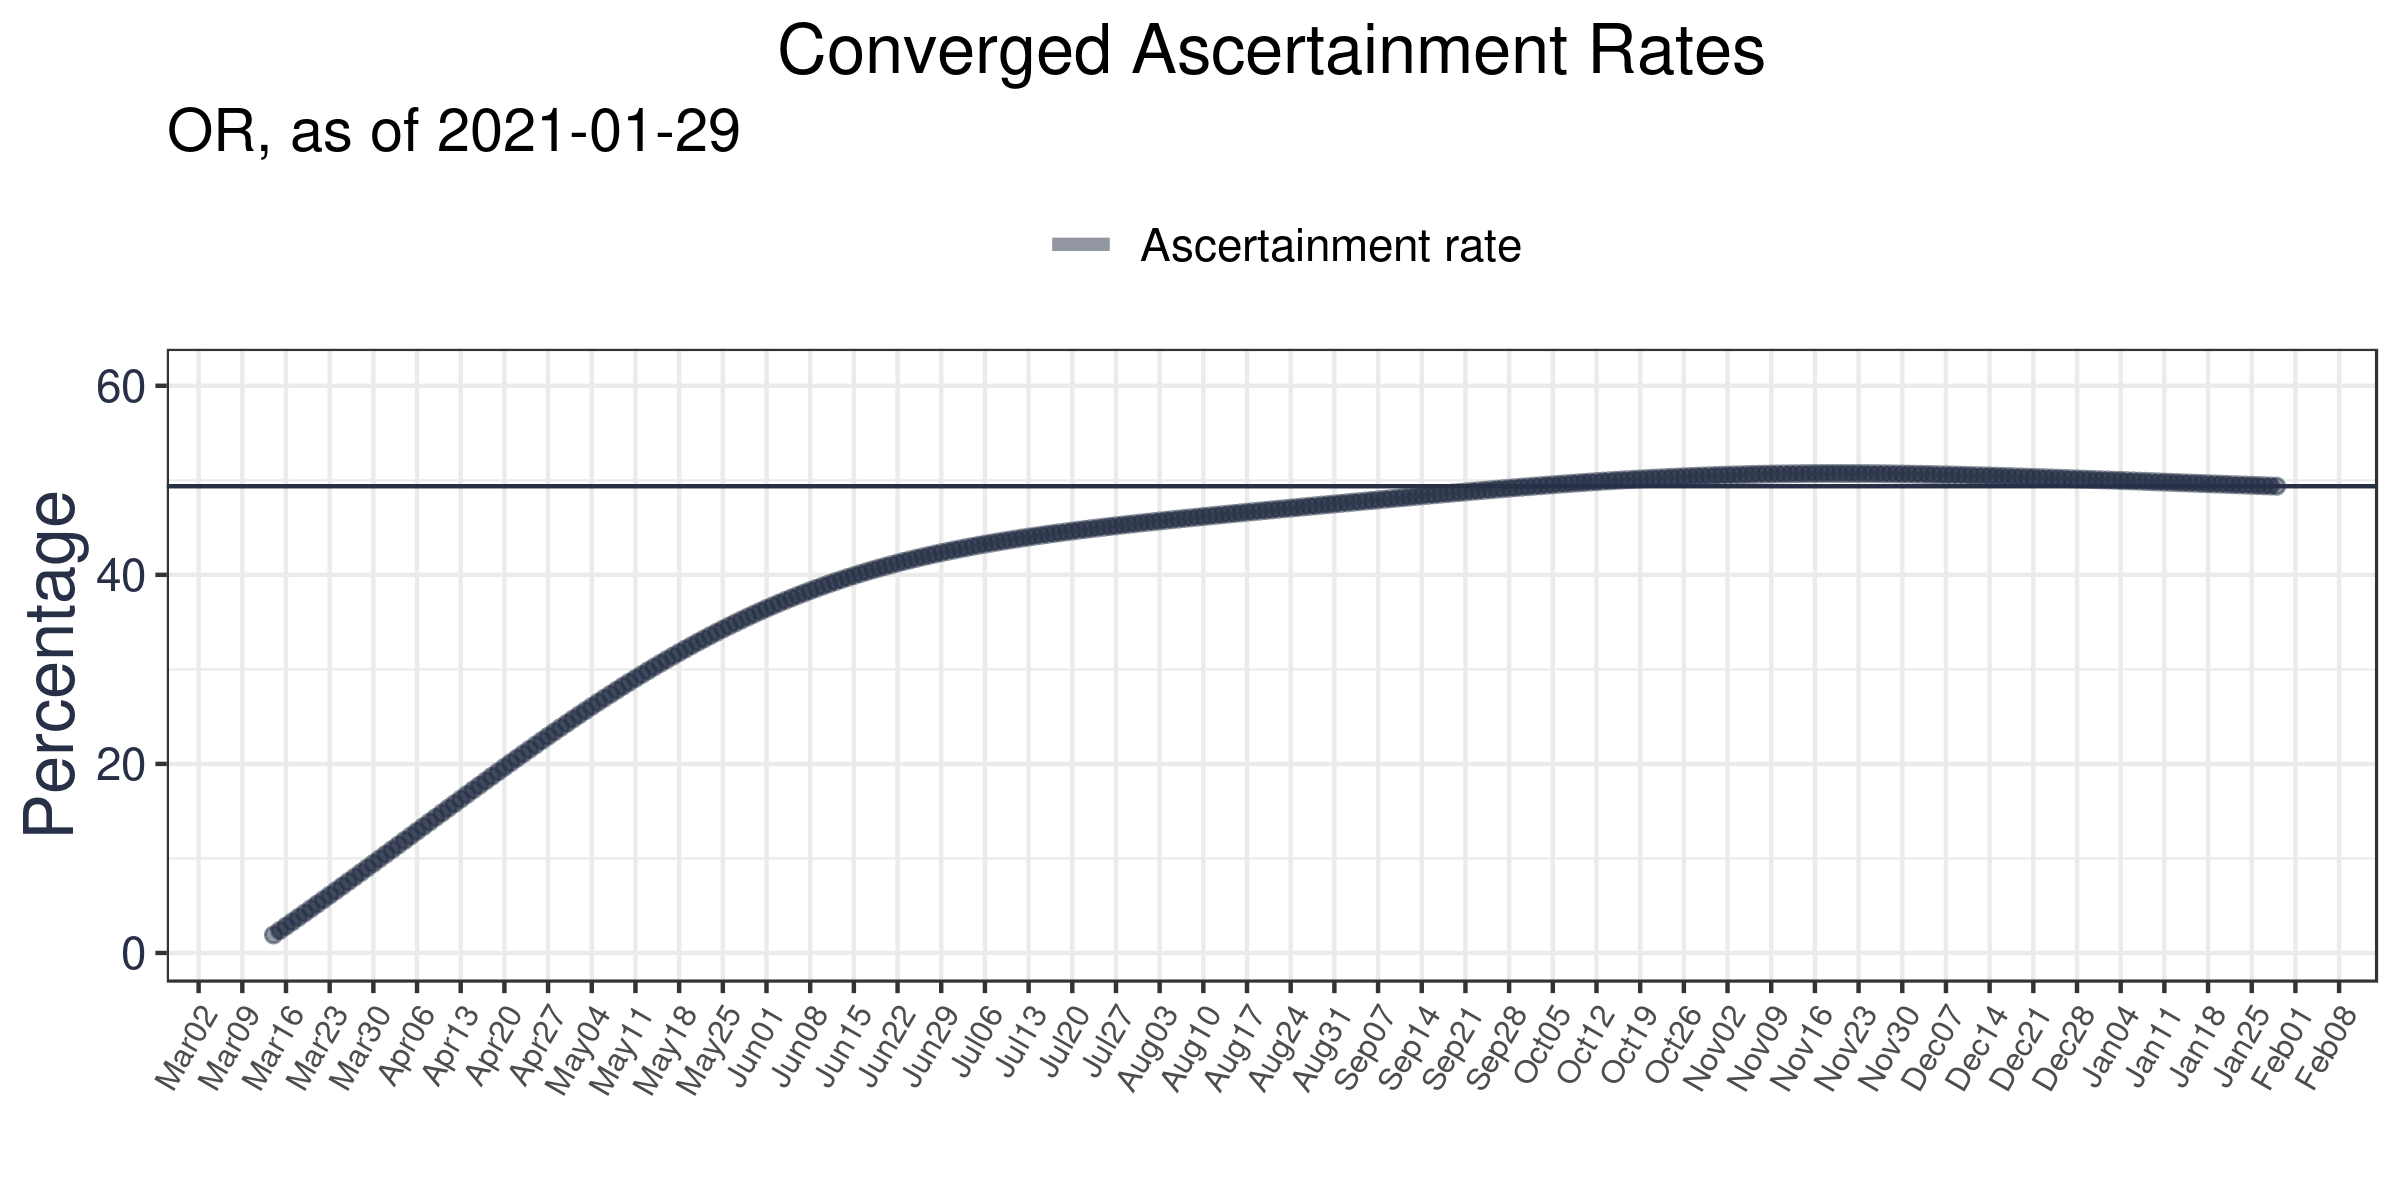 Converged Ascertainment Rates
OR, as of 2021-01-29
Ascertainment rate
Percentage
60
40
20
0
Mar02 Mar09 Mar16 Mar23 Mar30 Apr06 Apr13 Apr20 Apr27 May04 May11 May18 May25 Jun01 Jun08 Jun15 Jun22 Jun29 Jul06 Jul13 Jul20 Jul27 Aug03 Aug10 Aug17 Aug24 Aug31 Sep07 Sep14 Sep21 Sep28 Oct05 Oct12 Oct19 Oct26 Nov02 Nov09 Nov16 Nov23 Nov30 Dec07 Dec14 Dec21 Dec28 Jan04 Jan11 Jan18 Jan25 Feb01 Feb08